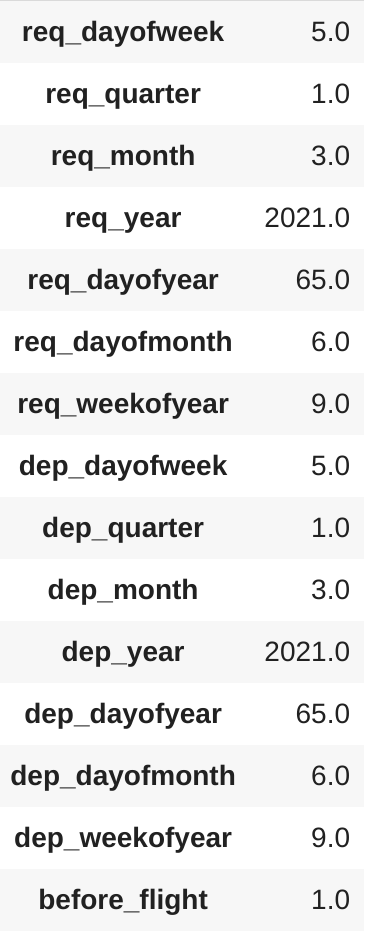 req_dayofweek 5.0
req_quarter 1.0
req_month 3.0
req_year 2021.0
req_dayofyear 65.0
req_dayofmonth 6.0
req_weekofyear 9.0
dep_dayofweek 5.0
dep_quarter 1.0
dep_month 3.0
dep_year 2021.0
dep_dayofyear 65.0
dep_dayofmonth 6.0
dep_weekofyear 9.0
before_flight 1.0